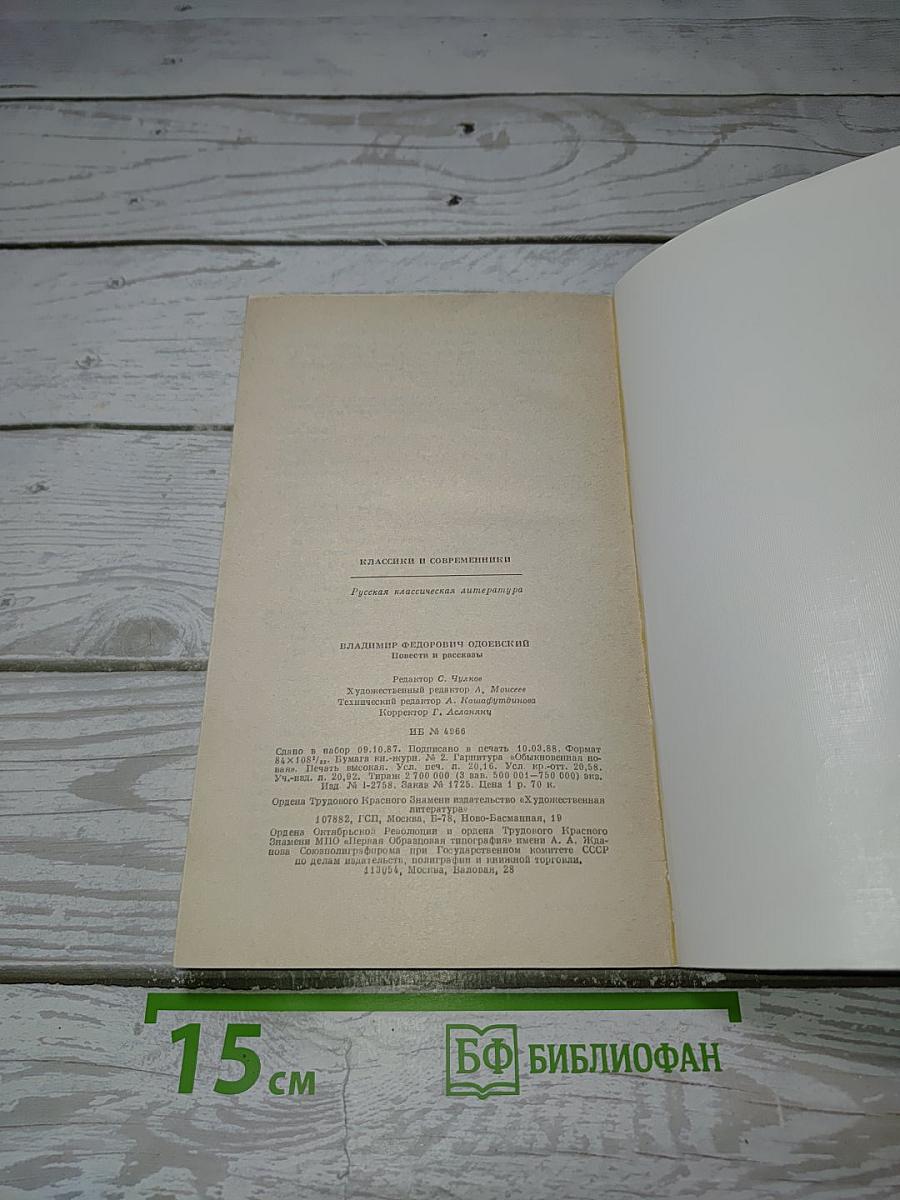 КЛАССИКИ И СОВРЕМЕННИКИ
Русская классическая литература
ВЛАДИМИР ФЕДОРОВИЧ ОДОЕВСКИЙ
Повести и рассказы
Редактор С. Чулков
Художественный редактор А. Моисеев
Технический редактор А. Кашафутдинова
Корректор Г. Асланянц
ИБ № 4966
Сдано в набор 09.10.87. Подписано в печать 10.03.88. Формат
84×108¹/₃₂. Бумага кн.-журн. № 2. Гарнитура «Обыкновенная но-
вая». Печать высокая. Усл. печ. л. 20,16. Усл. кр.-отт. 20,58.
Уч.-изд. л. 20,92. Тираж 2 700 000 (3 зав. 500 001—750 000) экз.
Изд. № I-2758. Заказ № 1725. Цена 1 р. 70 к.
Ордена Трудового Красного Знамени издательство «Художественная
литература»
107882, ГСП, Москва, Б-78, Ново-Басманная, 19
Ордена Октябрьской Революции и ордена Трудового Красного
Знамени МПО «Первая Образцовая типография» имени А. А. Жда-
нова Союзполиграфпрома при Государственном комитете СССР
по делам издательств, полиграфии и книжной торговли.
113054, Москва, Валовая, 28
15 см
БФ БИБЛИОФАН